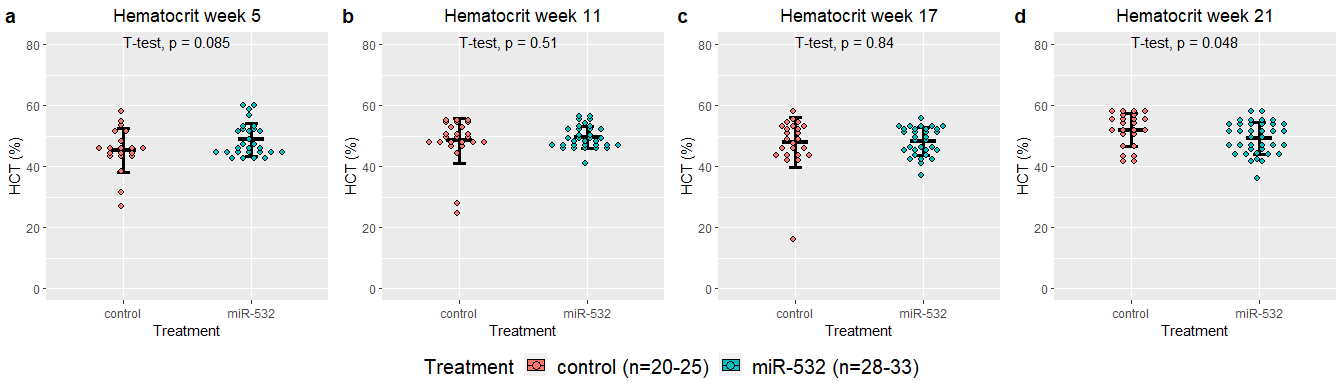 a Hematocrit week 5
T-test, p = 0.085
80
60
40
20
0
HCT (%)
control miR-532
Treatment
b Hematocrit week 11
T-test, p = 0.51
80
60
40
20
0
HCT (%)
control miR-532
Treatment
c Hematocrit week 17
T-test, p = 0.84
80
60
40
20
0
HCT (%)
control miR-532
Treatment
d Hematocrit week 21
T-test, p = 0.048
80
60
40
20
0
HCT (%)
control miR-532
Treatment
Treatment control (n=20-25) miR-532 (n=28-33)